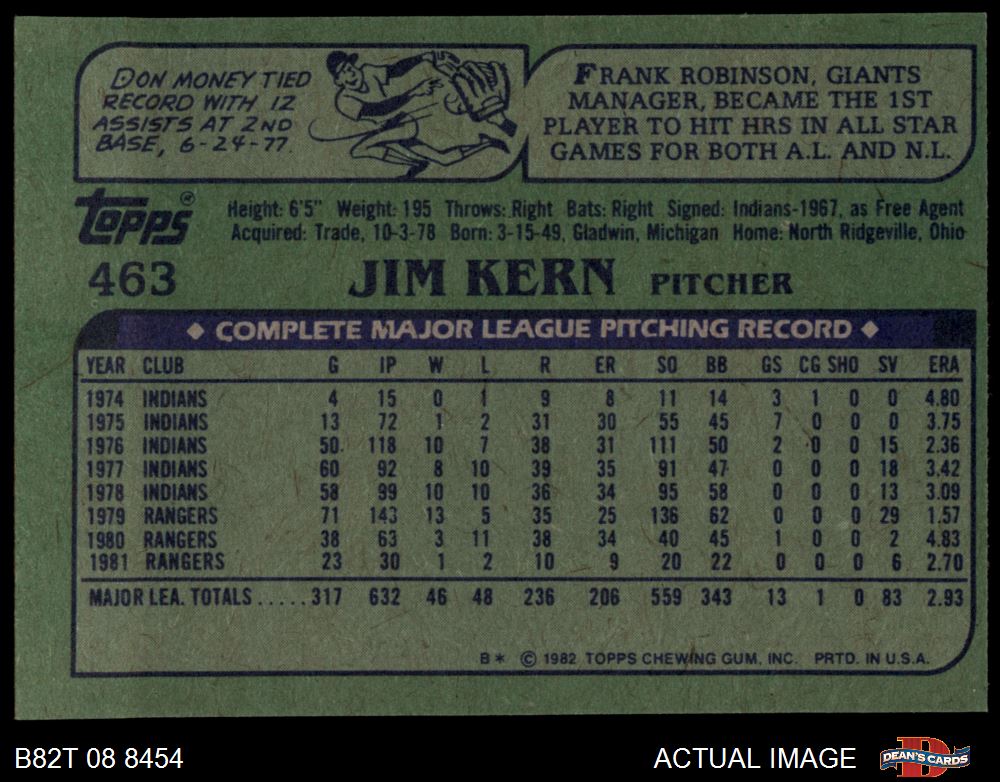 DON MONEY TIED
RECORD WITH 12
ASSISTS AT 2ND
BASE, 6-24-77.
FRANK ROBINSON, GIANTS
MANAGER, BECAME THE 1ST
PLAYER TO HIT HRS IN ALL STAR
GAMES FOR BOTH A.L. AND N.L.
TOPPS®
Height: 6'5" Weight: 195 Throws: Right Bats: Right Signed: Indians-1967, as Free Agent
Acquired: Trade, 10-3-78 Born: 3-15-49, Gladwin, Michigan Home: North Ridgeville, Ohio
463 JIM KERN PITCHER
◆ COMPLETE MAJOR LEAGUE PITCHING RECORD ◆
YEAR CLUB G IP W L R ER SO BB GS CG SHO SV ERA
1974 INDIANS 4 15 0 1 9 8 11 14 3 1 0 0 4.80
1975 INDIANS 13 72 1 2 31 30 55 45 7 0 0 0 3.75
1976 INDIANS 50 118 10 7 38 31 111 50 2 0 0 15 2.36
1977 INDIANS 60 92 8 10 39 35 91 47 0 0 0 18 3.42
1978 INDIANS 58 99 10 10 36 34 95 58 0 0 0 13 3.09
1979 RANGERS 71 143 13 5 35 25 136 62 0 0 0 29 1.57
1980 RANGERS 38 63 3 11 38 34 40 45 1 0 0 2 4.83
1981 RANGERS 23 30 1 2 10 9 20 22 0 0 0 6 2.70
MAJOR LEA. TOTALS.....317 632 46 48 236 206 559 343 13 1 0 83 2.93
B* © 1982 TOPPS CHEWING GUM, INC. PRTD. IN U.S.A.
B82T 08 8454
ACTUAL IMAGE
D
DEAN'S CARDS